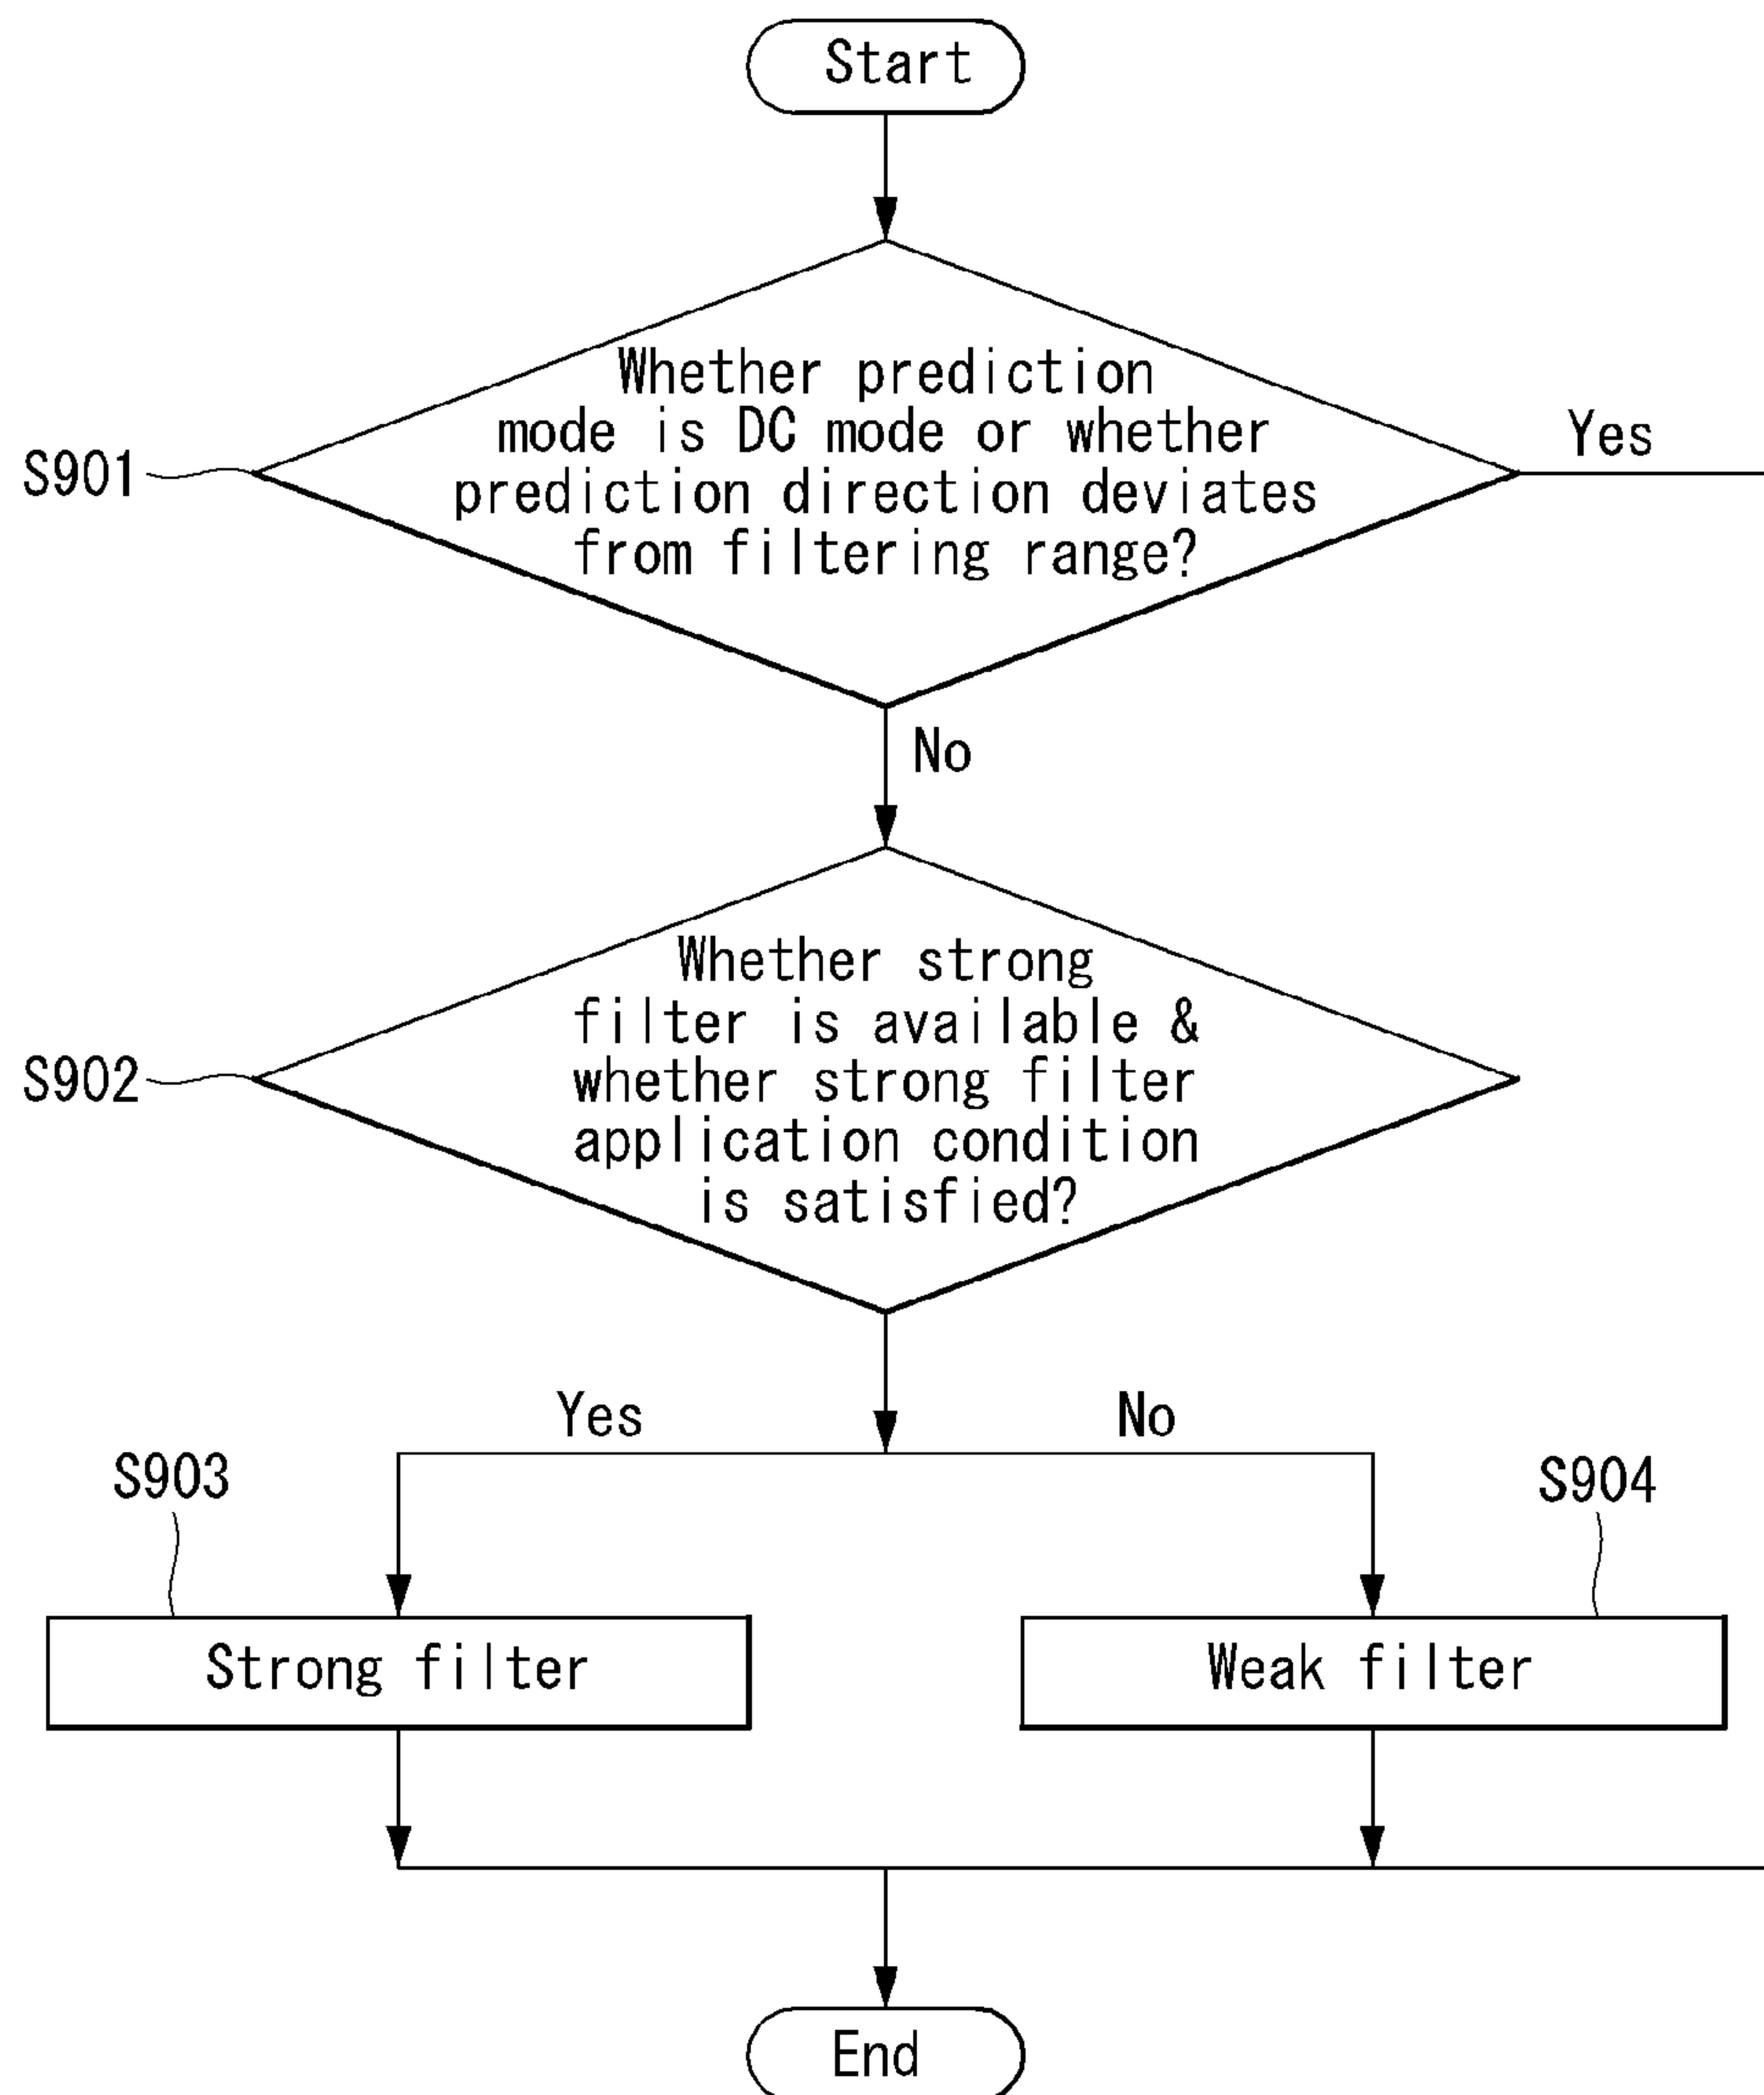 Start
Whether prediction
mode is DC mode or whether
prediction direction deviates
from filtering range?
Yes
S901
No
Whether strong
filter is available &
whether strong filter
application condition
is satisfied?
S902
Yes
No
S903
S904
Strong filter
Weak filter
End